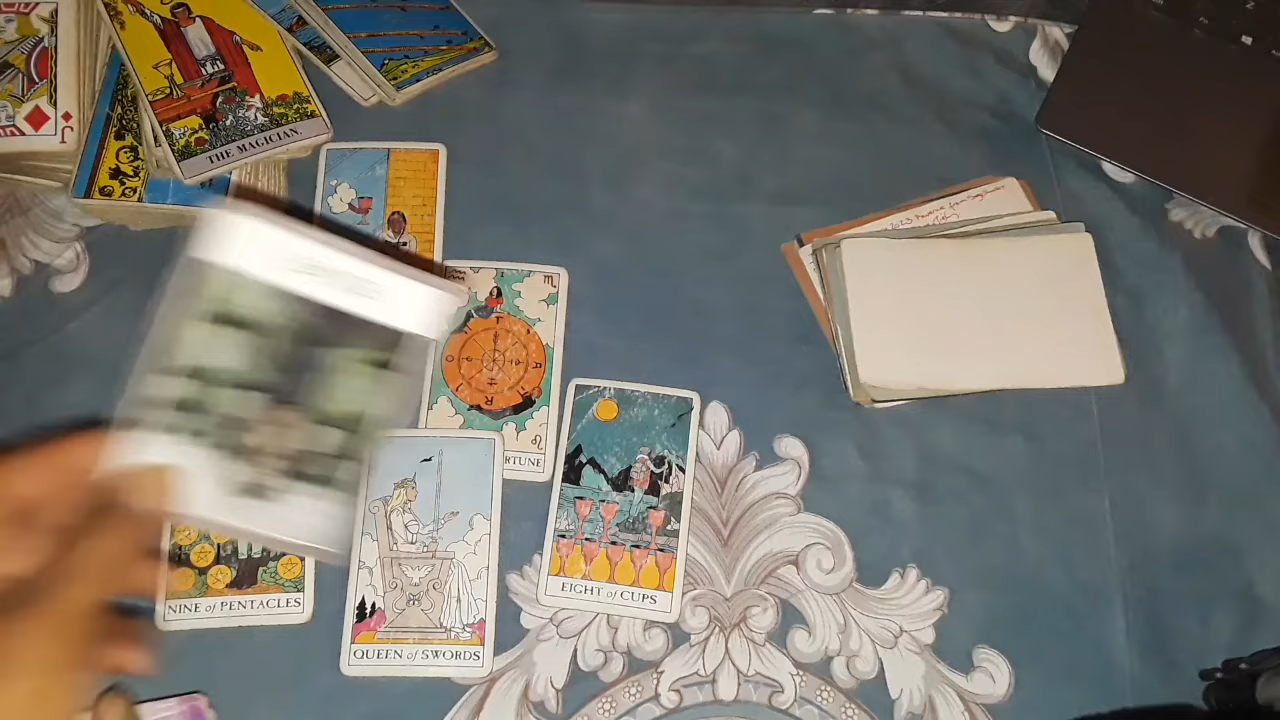 J
THE MAGICIAN.
RTUNE
NINE of PENTACLES
EIGHT of CUPS
QUEEN of SWORDS